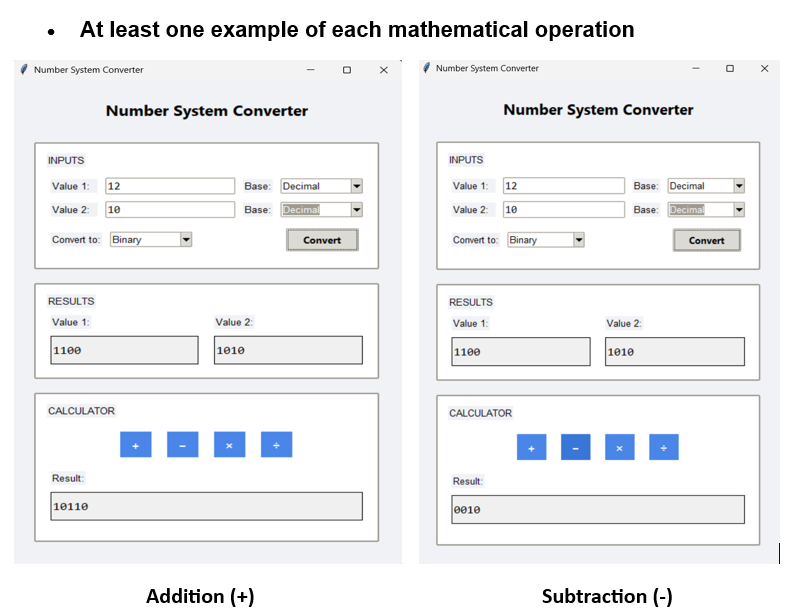 • At least one example of each mathematical operation
Number System Converter
Number System Converter
INPUTS
Value 1: 12 Base: Decimal
Value 2: 10 Base: Decimal
Convert to: Binary Convert
RESULTS
Value 1: Value 2:
1100 1010
CALCULATOR
+ − × ÷
Result:
10110
Addition (+)
Number System Converter
Number System Converter
INPUTS
Value 1: 12 Base: Decimal
Value 2: 10 Base: Decimal
Convert to: Binary Convert
RESULTS
Value 1: Value 2:
1100 1010
CALCULATOR
+ − × ÷
Result:
0010
Subtraction (-)